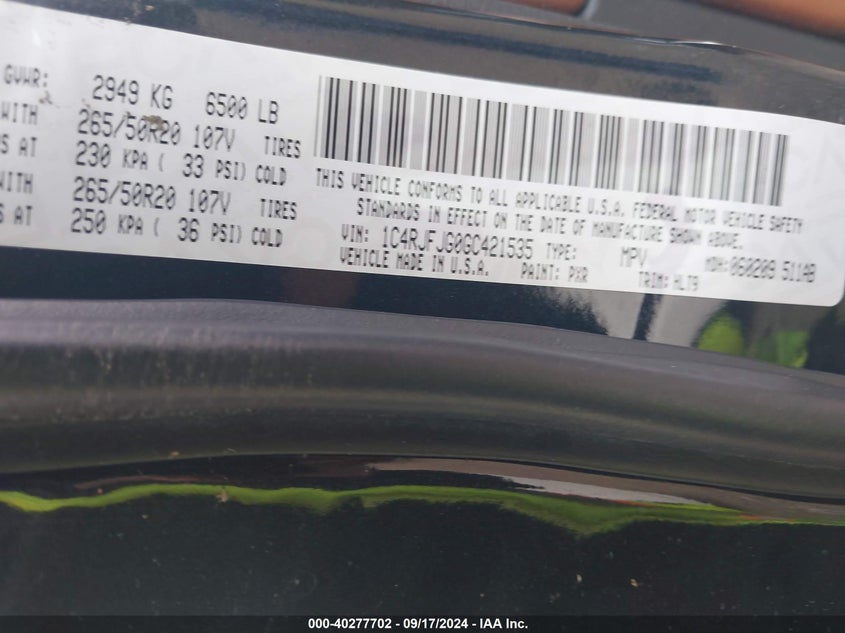 GVWR: 2949 KG 6500 LB
WITH 265/50R20 107V TIRES
S AT 230 KPA ( 33 PSI) COLD
WITH 265/50R20 107V TIRES
S AT 250 KPA ( 36 PSI) COLD
THIS VEHICLE CONFORMS TO ALL APPLICABLE U.S.A. FEDERAL MOTOR VEHICLE SAFETY
STANDARDS IN EFFECT ON THE DATE OF MANUFACTURE SHOWN ABOVE.
VIN: 1C4RJFJG0GC421535 TYPE: MPV MDH: 060209 511AB
VEHICLE MADE IN U.S.A. PAINT: PXR TRIM: HLT9
000-40277702 - 09/17/2024 - IAA Inc.